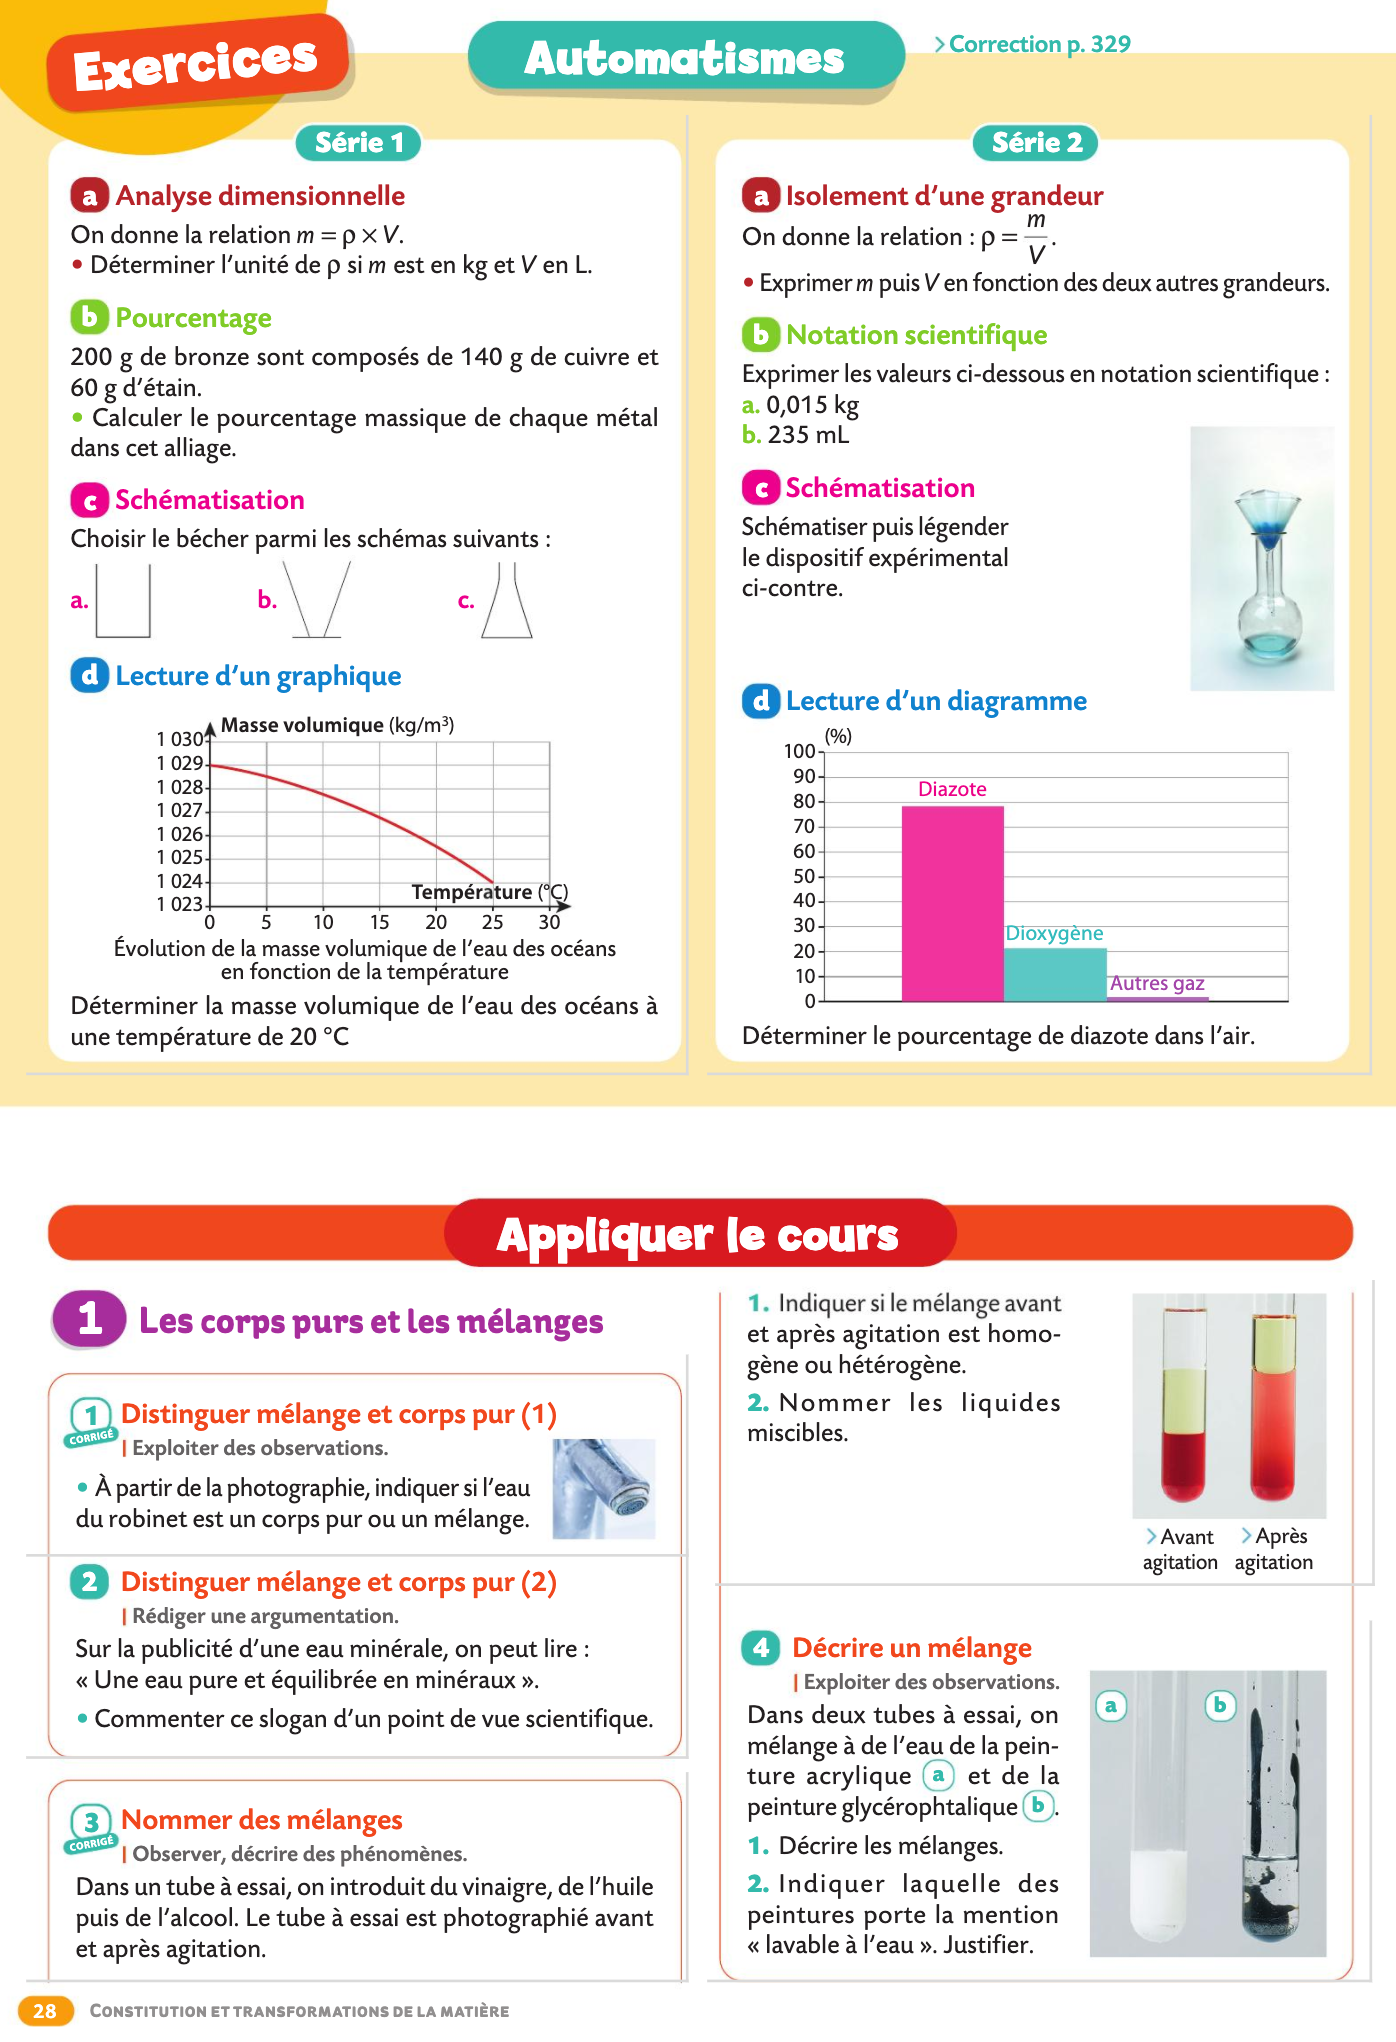 Exercices
Automatismes
> Correction p. 329
Série 1
a Analyse dimensionnelle
On donne la relation m = ρ × V.
• Déterminer l'unité de ρ si m est en kg et V en L.
b Pourcentage
200 g de bronze sont composés de 140 g de cuivre et
60 g d'étain.
• Calculer le pourcentage massique de chaque métal
dans cet alliage.
c Schématisation
Choisir le bécher parmi les schémas suivants :
a. b. c.
d Lecture d'un graphique
Masse volumique (kg/m³)
1 030
1 029
1 028
1 027
1 026
1 025
1 024
1 023
Température (°C)
0 5 10 15 20 25 30
Évolution de la masse volumique de l'eau des océans
en fonction de la température
Déterminer la masse volumique de l'eau des océans à
une température de 20 °C
Série 2
a Isolement d'une grandeur
On donne la relation : ρ = m/V.
• Exprimer m puis V en fonction des deux autres grandeurs.
b Notation scientifique
Exprimer les valeurs ci-dessous en notation scientifique :
a. 0,015 kg
b. 235 mL
c Schématisation
Schématiser puis légender
le dispositif expérimental
ci-contre.
d Lecture d'un diagramme
(%)
100
90
80
70
60
50
40
30
20
10
0
Diazote
Dioxygène
Autres gaz
Déterminer le pourcentage de diazote dans l'air.
Appliquer le cours
1 Les corps purs et les mélanges
1 Distinguer mélange et corps pur (1)
CORRIGÉ
| Exploiter des observations.
• À partir de la photographie, indiquer si l'eau
du robinet est un corps pur ou un mélange.
2 Distinguer mélange et corps pur (2)
| Rédiger une argumentation.
Sur la publicité d'une eau minérale, on peut lire :
« Une eau pure et équilibrée en minéraux ».
• Commenter ce slogan d'un point de vue scientifique.
3 Nommer des mélanges
CORRIGÉ
| Observer, décrire des phénomènes.
Dans un tube à essai, on introduit du vinaigre, de l'huile
puis de l'alcool. Le tube à essai est photographié avant
et après agitation.
1. Indiquer si le mélange avant
et après agitation est homo-
gène ou hétérogène.
2. Nommer les liquides
miscibles.
> Avant
agitation
> Après
agitation
4 Décrire un mélange
| Exploiter des observations.
Dans deux tubes à essai, on
mélange à de l'eau de la pein-
ture acrylique a et de la
peinture glycérophtalique b.
1. Décrire les mélanges.
2. Indiquer laquelle des
peintures porte la mention
« lavable à l'eau ». Justifier.
a
b
28 CONSTITUTION ET TRANSFORMATIONS DE LA MATIÈRE